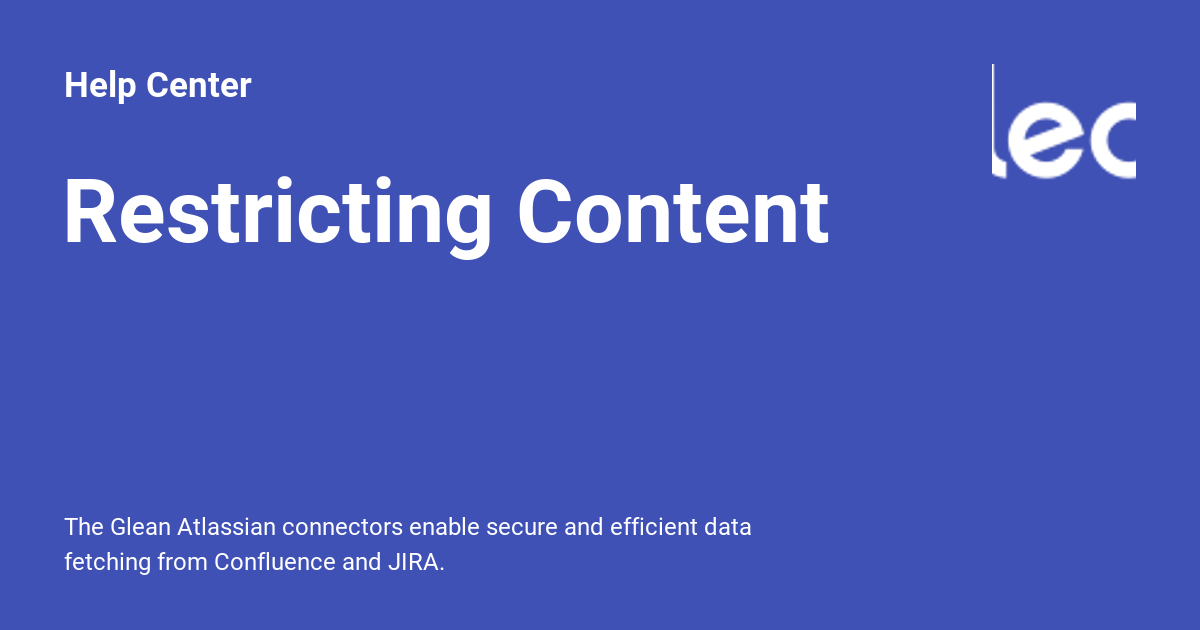 Help Center
lec
Restricting Content
The Glean Atlassian connectors enable secure and efficient data
fetching from Confluence and JIRA.